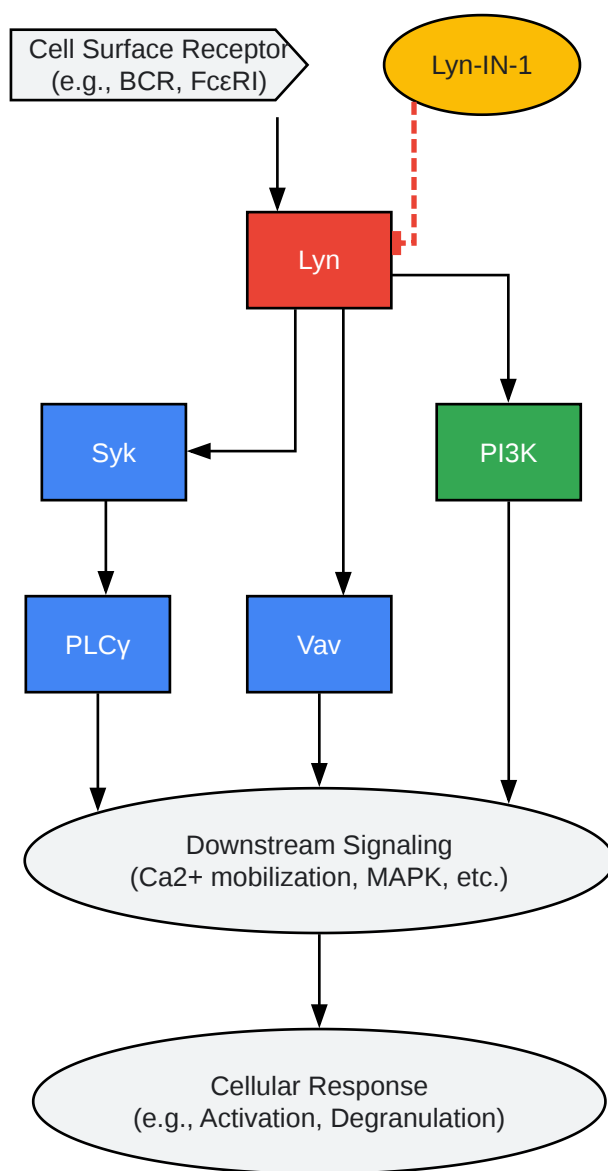 Cell Surface Receptor
(e.g., BCR, FcεRI)
Lyn-IN-1
Lyn
Syk
PI3K
PLCγ
Vav
Downstream Signaling
(Ca2+ mobilization, MAPK, etc.)
Cellular Response
(e.g., Activation, Degranulation)